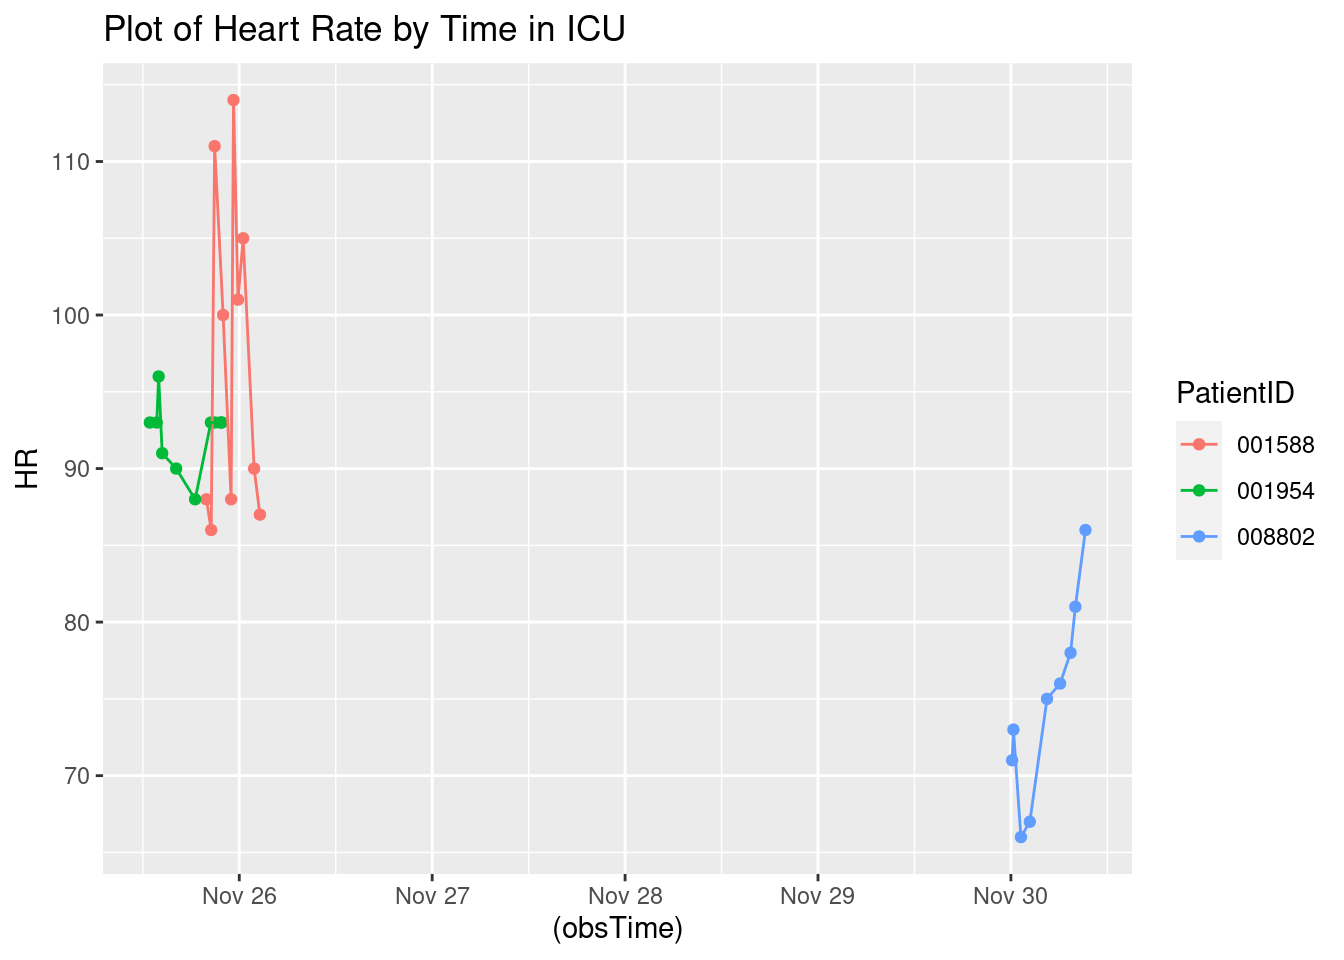 Plot of Heart Rate by Time in ICU
110
100
90
80
70
HR
Nov 26 Nov 27 Nov 28 Nov 29 Nov 30
(obsTime)
PatientID
001588
001954
008802